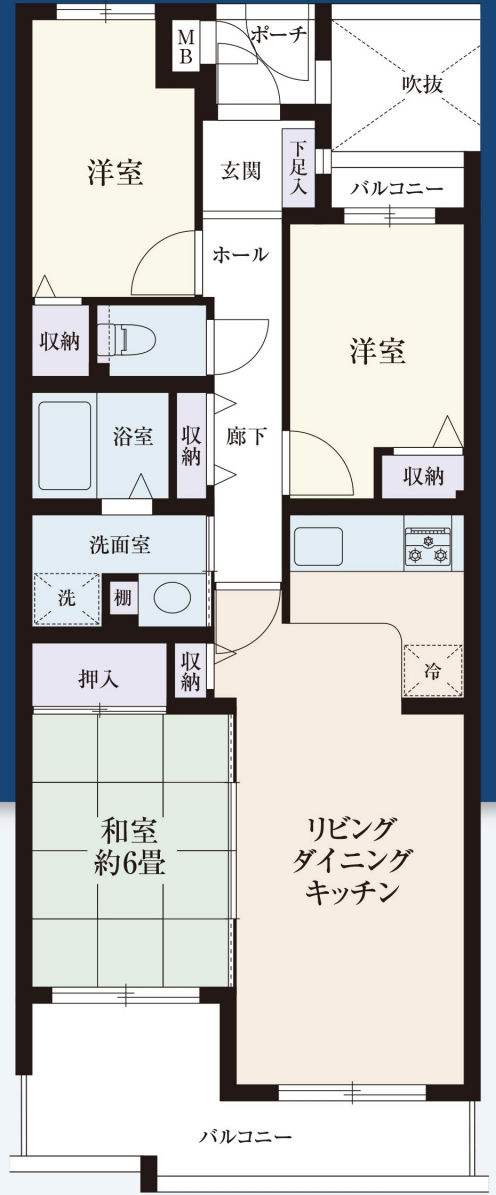 MB
ポーチ
吹抜
洋室
玄関
下足入
バルコニー
ホール
収納
洋室
浴室
収納
廊下
収納
洗面室
洗
棚
冷
押入
収納
和室
約6畳
リビング
ダイニング
キッチン
バルコニー